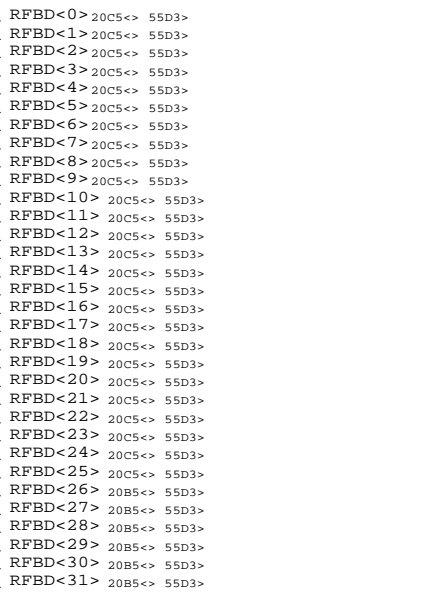 RFBD<0> 20C5<> 55D3>
RFBD<1> 20C5<> 55D3>
RFBD<2> 20C5<> 55D3>
RFBD<3> 20C5<> 55D3>
RFBD<4> 20C5<> 55D3>
RFBD<5> 20C5<> 55D3>
RFBD<6> 20C5<> 55D3>
RFBD<7> 20C5<> 55D3>
RFBD<8> 20C5<> 55D3>
RFBD<9> 20C5<> 55D3>
RFBD<10> 20C5<> 55D3>
RFBD<11> 20C5<> 55D3>
RFBD<12> 20C5<> 55D3>
RFBD<13> 20C5<> 55D3>
RFBD<14> 20C5<> 55D3>
RFBD<15> 20C5<> 55D3>
RFBD<16> 20C5<> 55D3>
RFBD<17> 20C5<> 55D3>
RFBD<18> 20C5<> 55D3>
RFBD<19> 20C5<> 55D3>
RFBD<20> 20C5<> 55D3>
RFBD<21> 20C5<> 55D3>
RFBD<22> 20C5<> 55D3>
RFBD<23> 20C5<> 55D3>
RFBD<24> 20C5<> 55D3>
RFBD<25> 20C5<> 55D3>
RFBD<26> 20B5<> 55D3>
RFBD<27> 20B5<> 55D3>
RFBD<28> 20B5<> 55D3>
RFBD<29> 20B5<> 55D3>
RFBD<30> 20B5<> 55D3>
RFBD<31> 20B5<> 55D3>